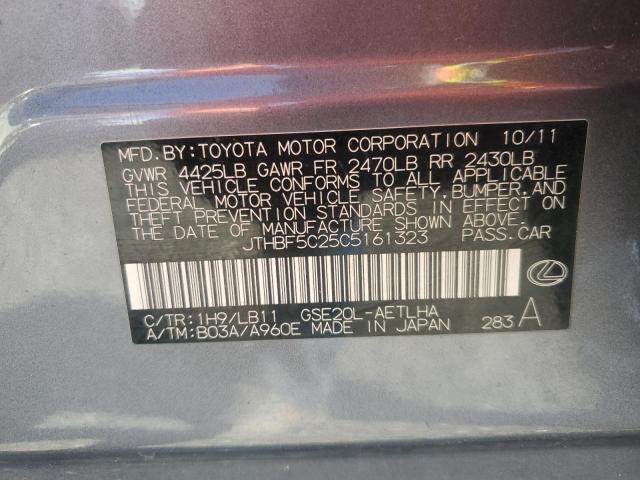 MFD. BY: TOYOTA MOTOR CORPORATION 10/11
GVWR 4425LB GAWR FR 2470LB RR 2430LB
THIS VEHICLE CONFORMS TO ALL APPLICABLE
FEDERAL MOTOR VEHICLE SAFETY, BUMPER, AND
THEFT PREVENTION STANDARDS IN EFFECT ON
THE DATE OF MANUFACTURE SHOWN ABOVE.
JTHBF5C25C5161323 PASS. CAR
C/TR: 1H9/LB11 GSE20L-AETLHA
A/TM: B03A/A960E MADE IN JAPAN 283 A